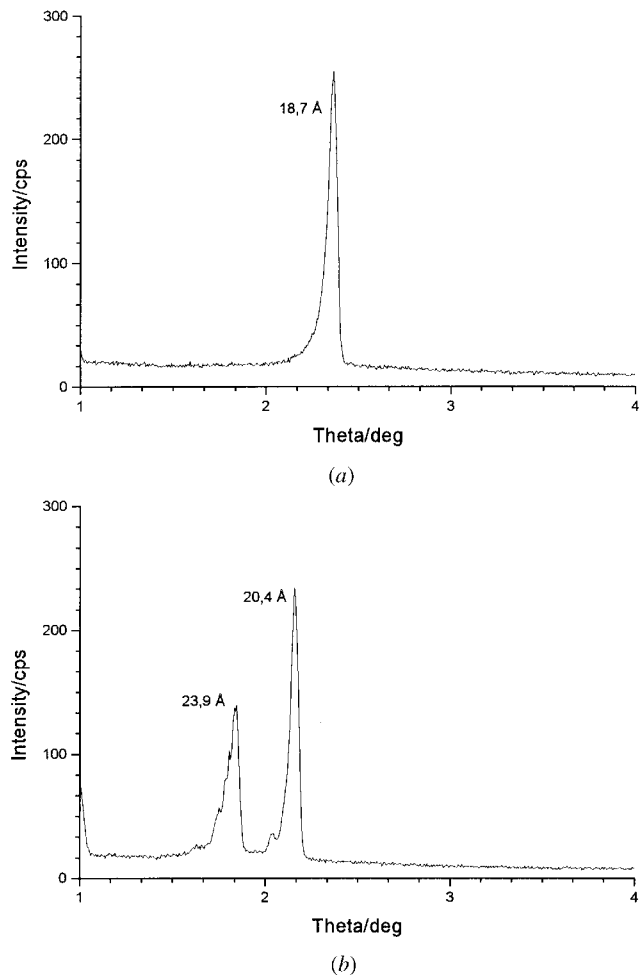 300
18,7 Å
200
Intensity/cps
100
0
1 2 3 4
Theta/deg
(a)
300
20,4 Å
200
23,9 Å
Intensity/cps
100
0
1 2 3 4
Theta/deg
(b)